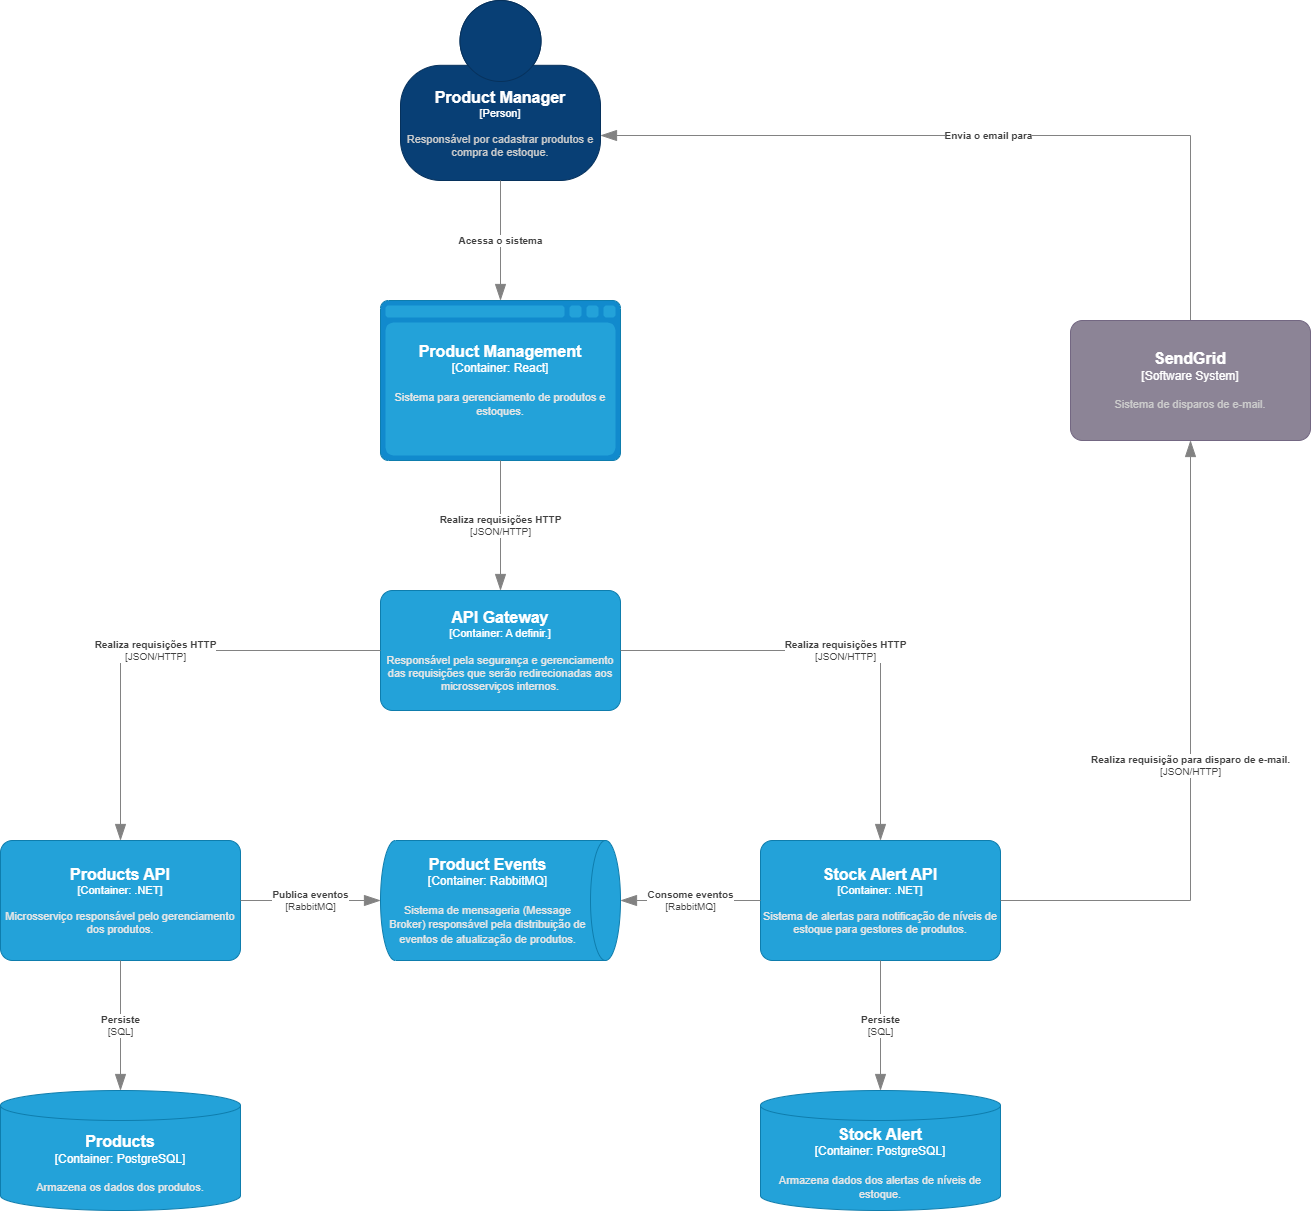 Product Manager
[Person]
Responsável por cadastrar produtos e
compra de estoque.
Envia o email para
Acessa o sistema
Product Management
[Container: React]
Sistema para gerenciamento de produtos e
estoques.
SendGrid
[Software System]
Sistema de disparos de e-mail.
Realiza requisições HTTP
[JSON/HTTP]
API Gateway
[Container: A definir.]
Responsável pela segurança e gerenciamento
das requisições que serão redirecionadas aos
microsserviços internos.
Realiza requisições HTTP
[JSON/HTTP]
Realiza requisições HTTP
[JSON/HTTP]
Realiza requisição para disparo de e-mail.
[JSON/HTTP]
Products API
[Container: .NET]
Microsserviço responsável pelo gerenciamento
dos produtos.
Publica eventos
[RabbitMQ]
Product Events
[Container: RabbitMQ]
Sistema de mensageria (Message
Broker) responsável pela distribuição de
eventos de atualização de produtos.
Consome eventos
[RabbitMQ]
Stock Alert API
[Container: .NET]
Sistema de alertas para notificação de níveis de
estoque para gestores de produtos.
Persiste
[SQL]
Persiste
[SQL]
Products
[Container: PostgreSQL]
Armazena os dados dos produtos.
Stock Alert
[Container: PostgreSQL]
Armazena dados dos alertas de níveis de
estoque.